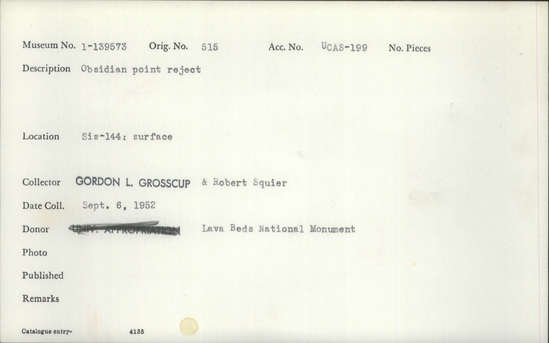 Museum No. 1-139573 Orig. No. 515 Acc. No. UCAS-199 No. Pieces
Description Obsidian point reject
Location Sis-144: surface
Collector GORDON L. GROSSCUP & Robert Squier
Date Coll. Sept. 6, 1952
Donor UNIV. APPROPRIATION Lava Beds National Monument
Photo
Published
Remarks
Catalogue entry- 4135